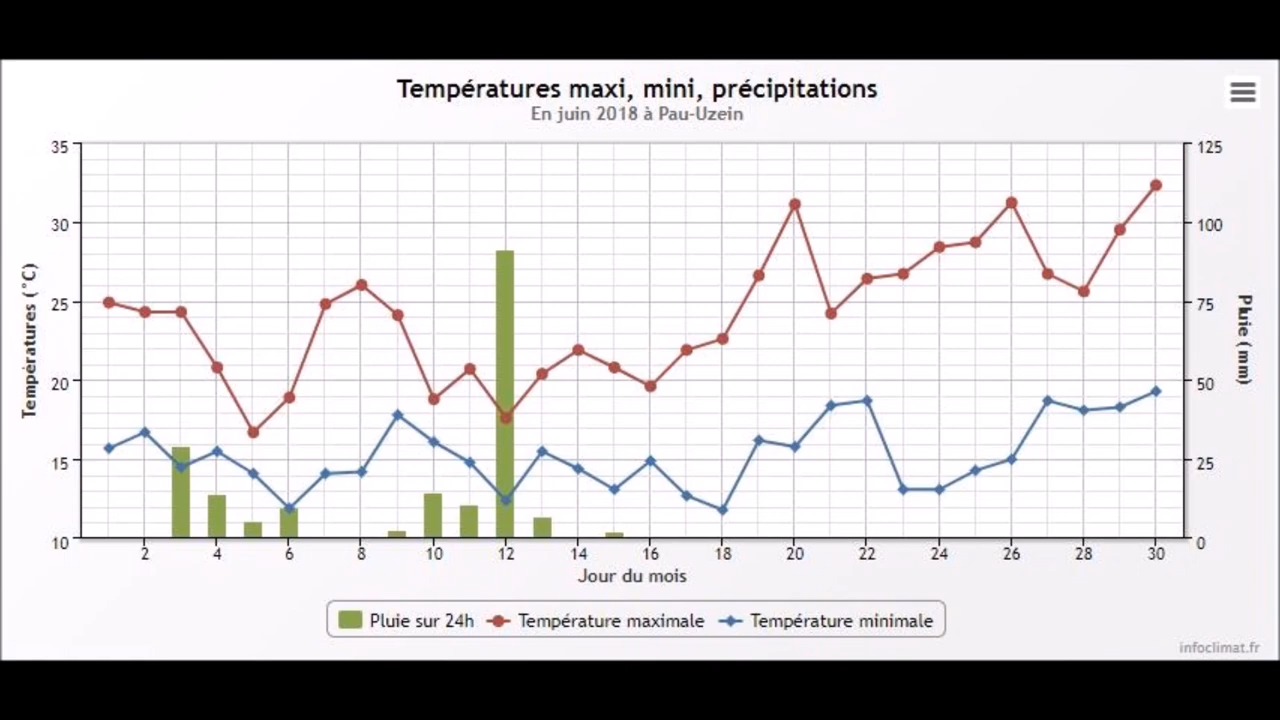 Températures maxi, mini, précipitations
En juin 2018 à Pau-Uzein
35
30
25
20
15
10
Températures (°C)
125
100
75
50
25
0
Pluie (mm)
2 4 6 8 10 12 14 16 18 20 22 24 26 28 30
Jour du mois
Pluie sur 24h Température maximale Température minimale
infoclimat.fr